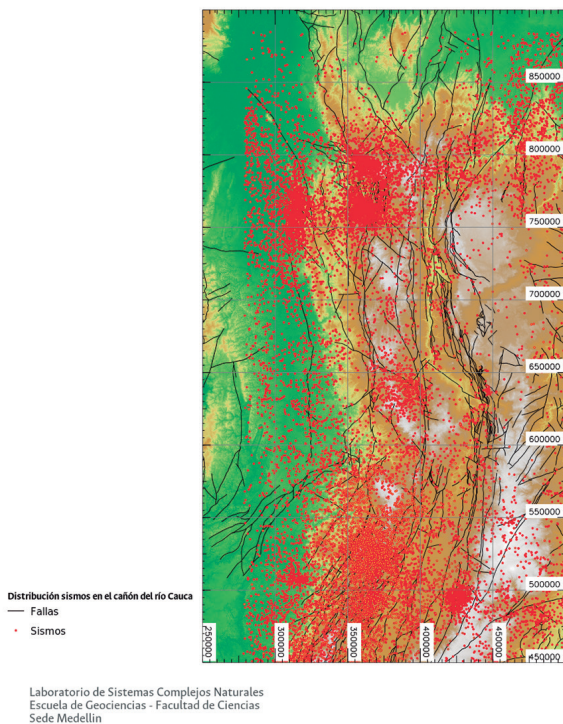 850000
800000
750000
700000
650000
600000
550000
500000
450000
250000
300000
350000
400000
450000
Distribución sismos en el cañón del río Cauca
Fallas
Sismos
Laboratorio de Sistemas Complejos Naturales
Escuela de Geociencias - Facultad de Ciencias
Sede Medellin